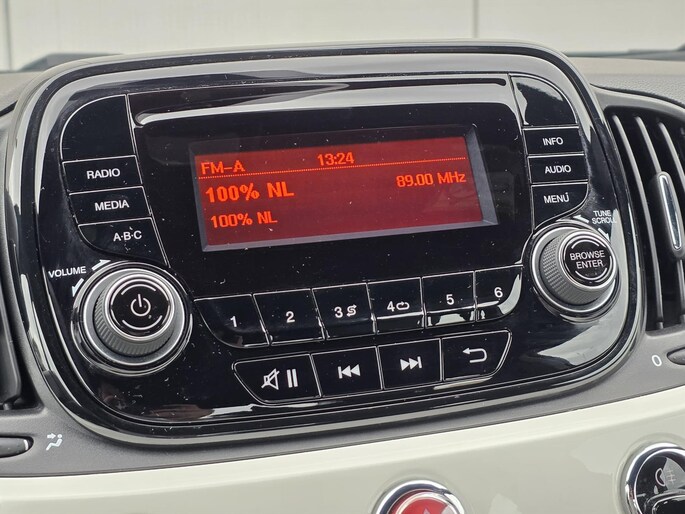 FM-A 13:24
100% NL 89.00 MHz
100% NL
RADIO
MEDIA
A·B·C
VOLUME
INFO
AUDIO
MENU
TUNE
SCROLL
BROWSE
ENTER
1 2 3 4 5 6
0